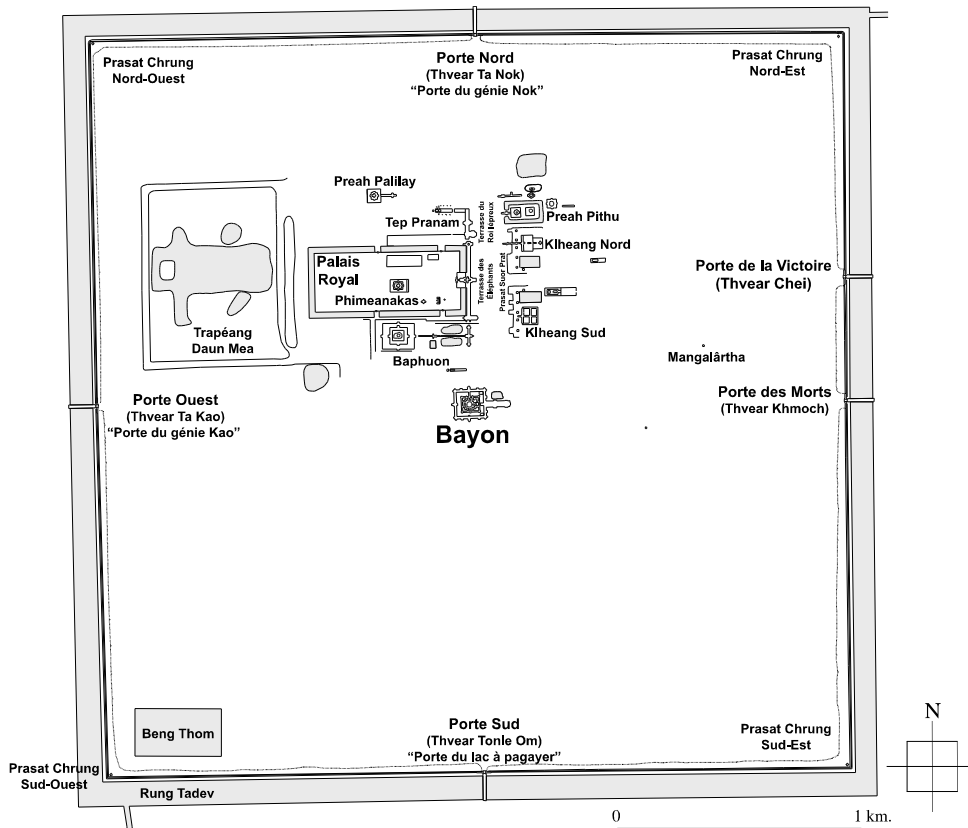 Prasat Chrung
Nord-Ouest
Porte Nord
(Thvear Ta Nok)
“Porte du génie Nok”
Prasat Chrung
Nord-Est
Preah Palilay
Tep Pranam
Terrasse du
Roi lépreux
Preah Pithu
Klheang Nord
Palais
Royal
Phimeanakas
Terrasse des
Éléphants
Prasat Suor Prat
Porte de la Victoire
(Thvear Chei)
Trapéang
Daun Mea
Klheang Sud
Baphuon
Mangalârtha
Porte Ouest
(Thvear Ta Kao)
“Porte du génie Kao”
Porte des Morts
(Thvear Khmoch)
Bayon
Beng Thom
Porte Sud
(Thvear Tonle Om)
“Porte du lac à pagayer”
Prasat Chrung
Sud-Est
Prasat Chrung
Sud-Ouest
Rung Tadev
N
0 1 km.